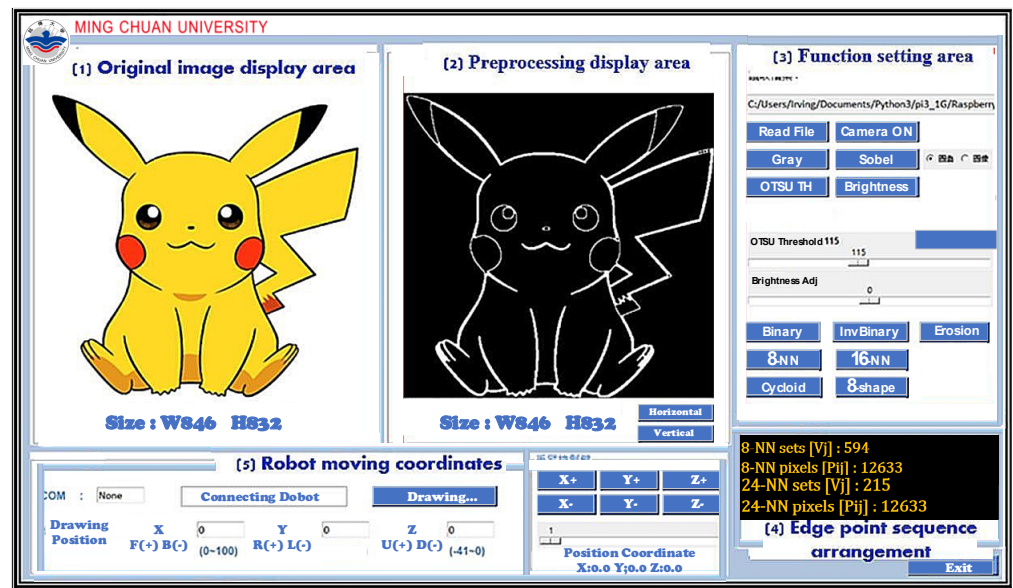 MING CHUAN UNIVERSITY
(1) Original image display area
Size : W846 H832
(2) Preprocessing display area
Size : W846 H832
Horizontal
Vertical
(3) Function setting area
C:/Users/Irving/Documents/Python3/pi3_1G/Raspberry
Read File Camera ON
Gray Sobel
OTSU TH Brightness
OTSU Threshold 115
115
Brightness Adj
0
Binary InvBinary Erosion
8-NN 16-NN
Cycloid 8-shape
8-NN sets [Vj] : 594
8-NN pixels [Pij] : 12633
24-NN sets [Vj] : 215
24-NN pixels [Pij] : 12633
(4) Edge point sequence
arrangement
Exit
(5) Robot moving coordinates
COM : None Connecting Dobot Drawing...
Drawing
Position
X 0
F(+) B(-) (0~100)
Y 0
R(+) L(-)
Z 0
U(+) D(-) (-41~0)
X+ Y+ Z+
X- Y- Z-
1
Position Coordinate
X:0.0 Y;0.0 Z:0.0